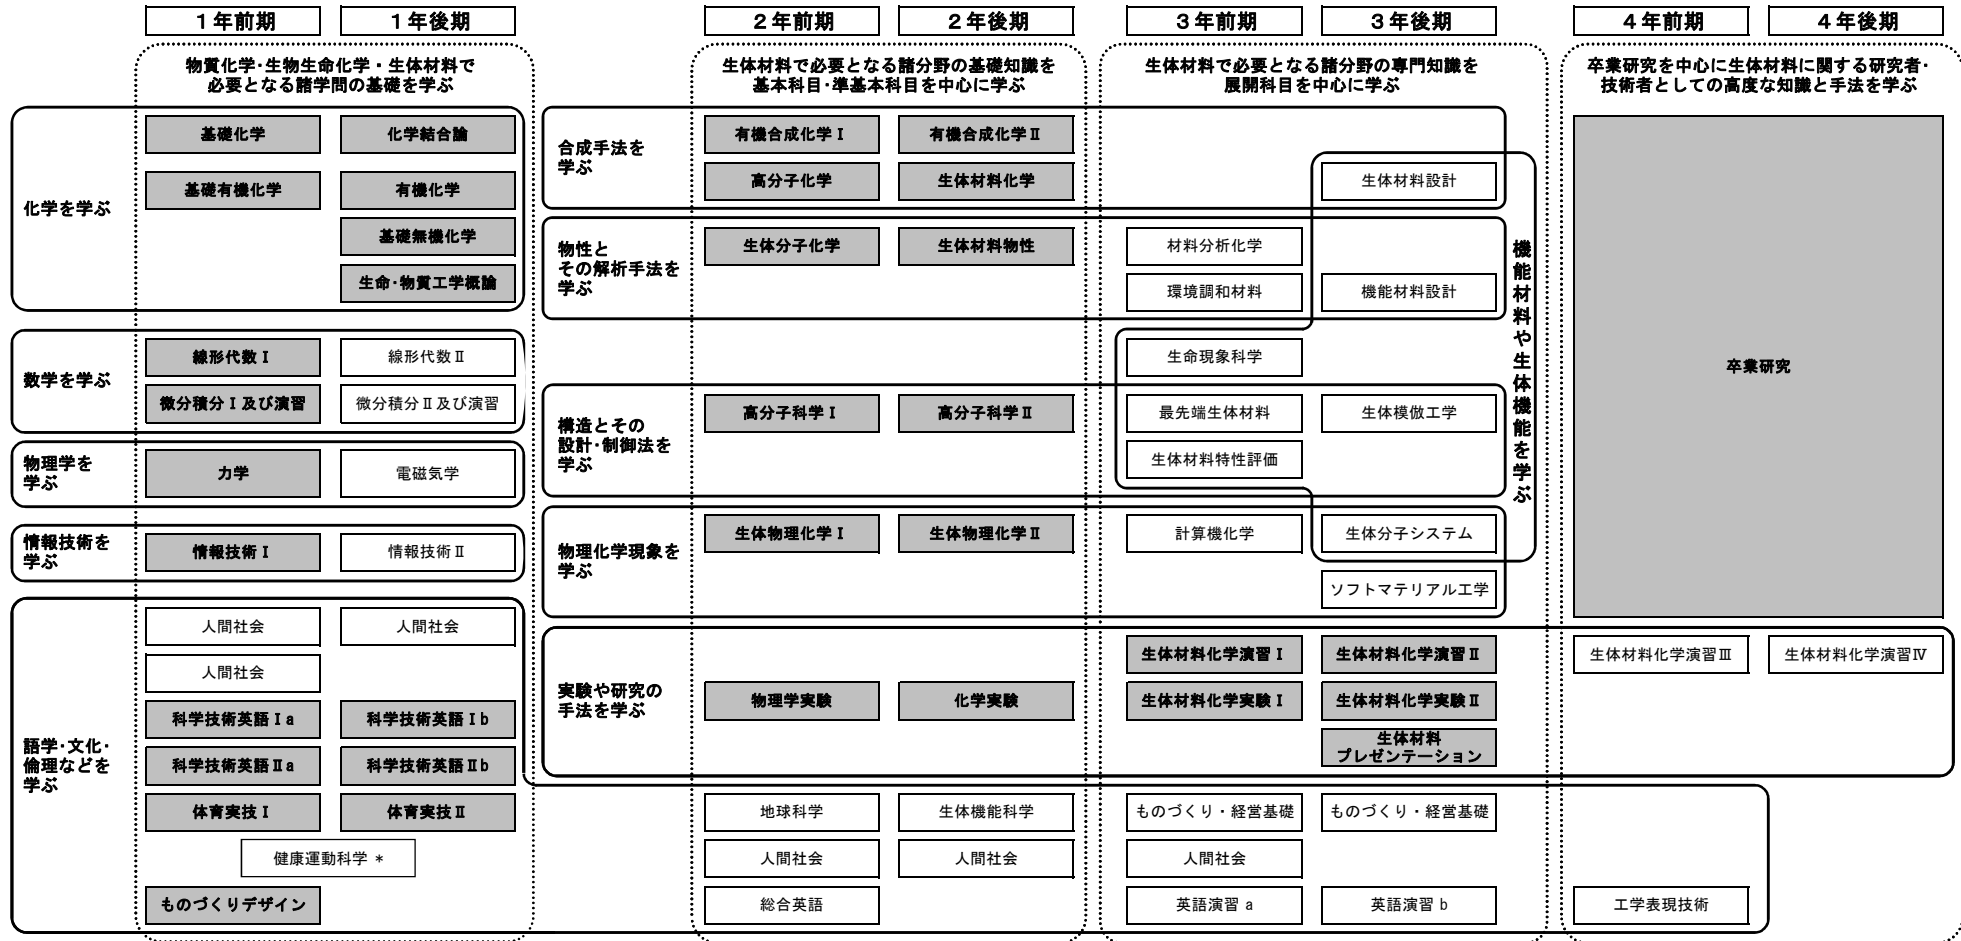 1年前期
1年後期
2年前期
2年後期
3年前期
3年後期
4年前期
4年後期
物質化学･生物生命化学・生体材料で
必要となる諸学問の基礎を学ぶ
生体材料で必要となる諸分野の基礎知識を
基本科目･準基本科目を中心に学ぶ
生体材料で必要となる諸分野の専門知識を
展開科目を中心に学ぶ
卒業研究を中心に生体材料に関する研究者･
技術者としての高度な知識と手法を学ぶ
化学を学ぶ
基礎化学
化学結合論
基礎有機化学
有機化学
基礎無機化学
生命･物質工学概論
数学を学ぶ
線形代数Ⅰ
線形代数Ⅱ
微分積分Ⅰ及び演習
微分積分Ⅱ及び演習
物理学を
学ぶ
力学
電磁気学
情報技術を
学ぶ
情報技術Ⅰ
情報技術Ⅱ
語学･文化･
倫理などを
学ぶ
人間社会
人間社会
人間社会
科学技術英語Ⅰa
科学技術英語Ⅰb
科学技術英語Ⅱa
科学技術英語Ⅱb
体育実技Ⅰ
体育実技Ⅱ
健康運動科学 *
ものづくりデザイン
合成手法を
学ぶ
有機合成化学Ⅰ
有機合成化学Ⅱ
高分子化学
生体材料化学
生体材料設計
物性と
その解析手法を
学ぶ
生体分子化学
生体材料物性
材料分析化学
環境調和材料
機能材料設計
生命現象科学
構造とその
設計･制御法を
学ぶ
高分子科学Ⅰ
高分子科学Ⅱ
最先端生体材料
生体模倣工学
生体材料特性評価
物理化学現象を
学ぶ
生体物理化学Ⅰ
生体物理化学Ⅱ
計算機化学
生体分子システム
ソフトマテリアル工学
機能材料や生体機能を学ぶ
卒業研究
実験や研究の
手法を学ぶ
生体材料化学演習Ⅰ
生体材料化学演習Ⅱ
生体材料化学演習Ⅲ
生体材料化学演習Ⅳ
物理学実験
化学実験
生体材料化学実験Ⅰ
生体材料化学実験Ⅱ
生体材料
プレゼンテーション
地球科学
生体機能科学
ものづくり・経営基礎
ものづくり・経営基礎
人間社会
人間社会
人間社会
総合英語
英語演習 a
英語演習 b
工学表現技術